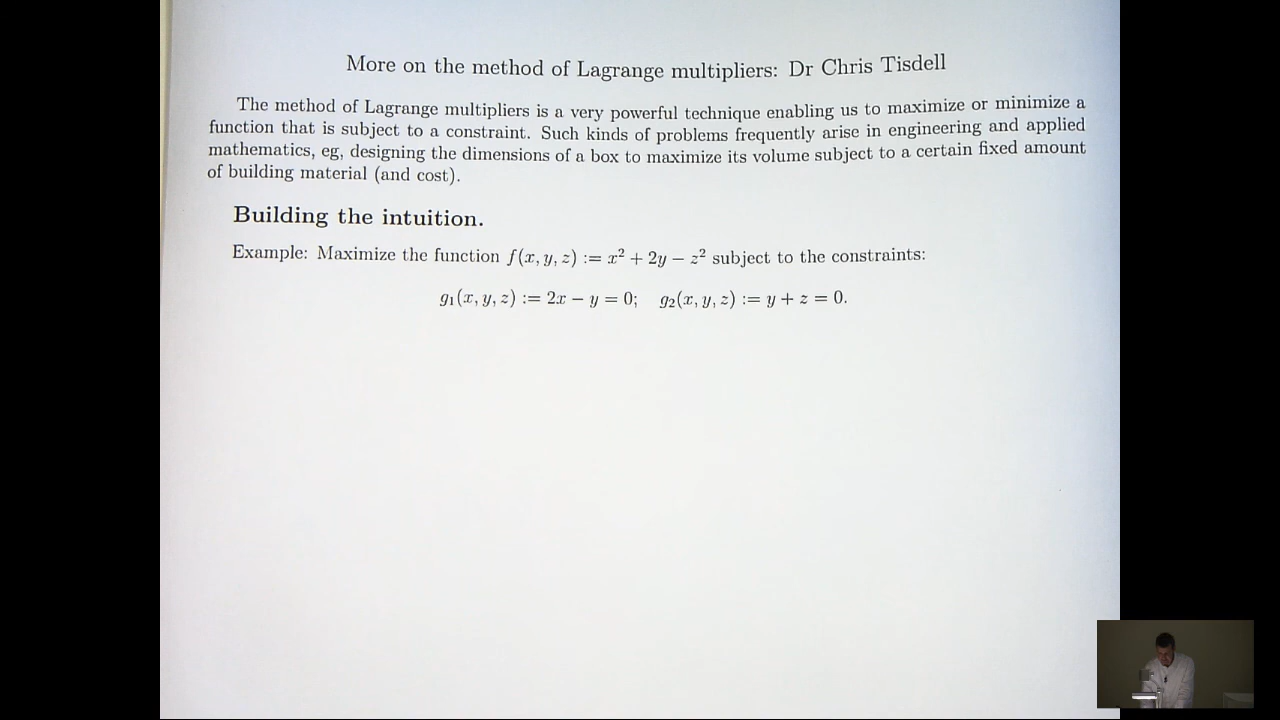 More on the method of Lagrange multipliers: Dr Chris Tisdell
The method of Lagrange multipliers is a very powerful technique enabling us to maximize or minimize a
function that is subject to a constraint. Such kinds of problems frequently arise in engineering and applied
mathematics, eg, designing the dimensions of a box to maximize its volume subject to a certain fixed amount
of building material (and cost).
Building the intuition.
Example: Maximize the function f(x, y, z) := x² + 2y − z² subject to the constraints:
g₁(x, y, z) := 2x − y = 0; g₂(x, y, z) := y + z = 0.